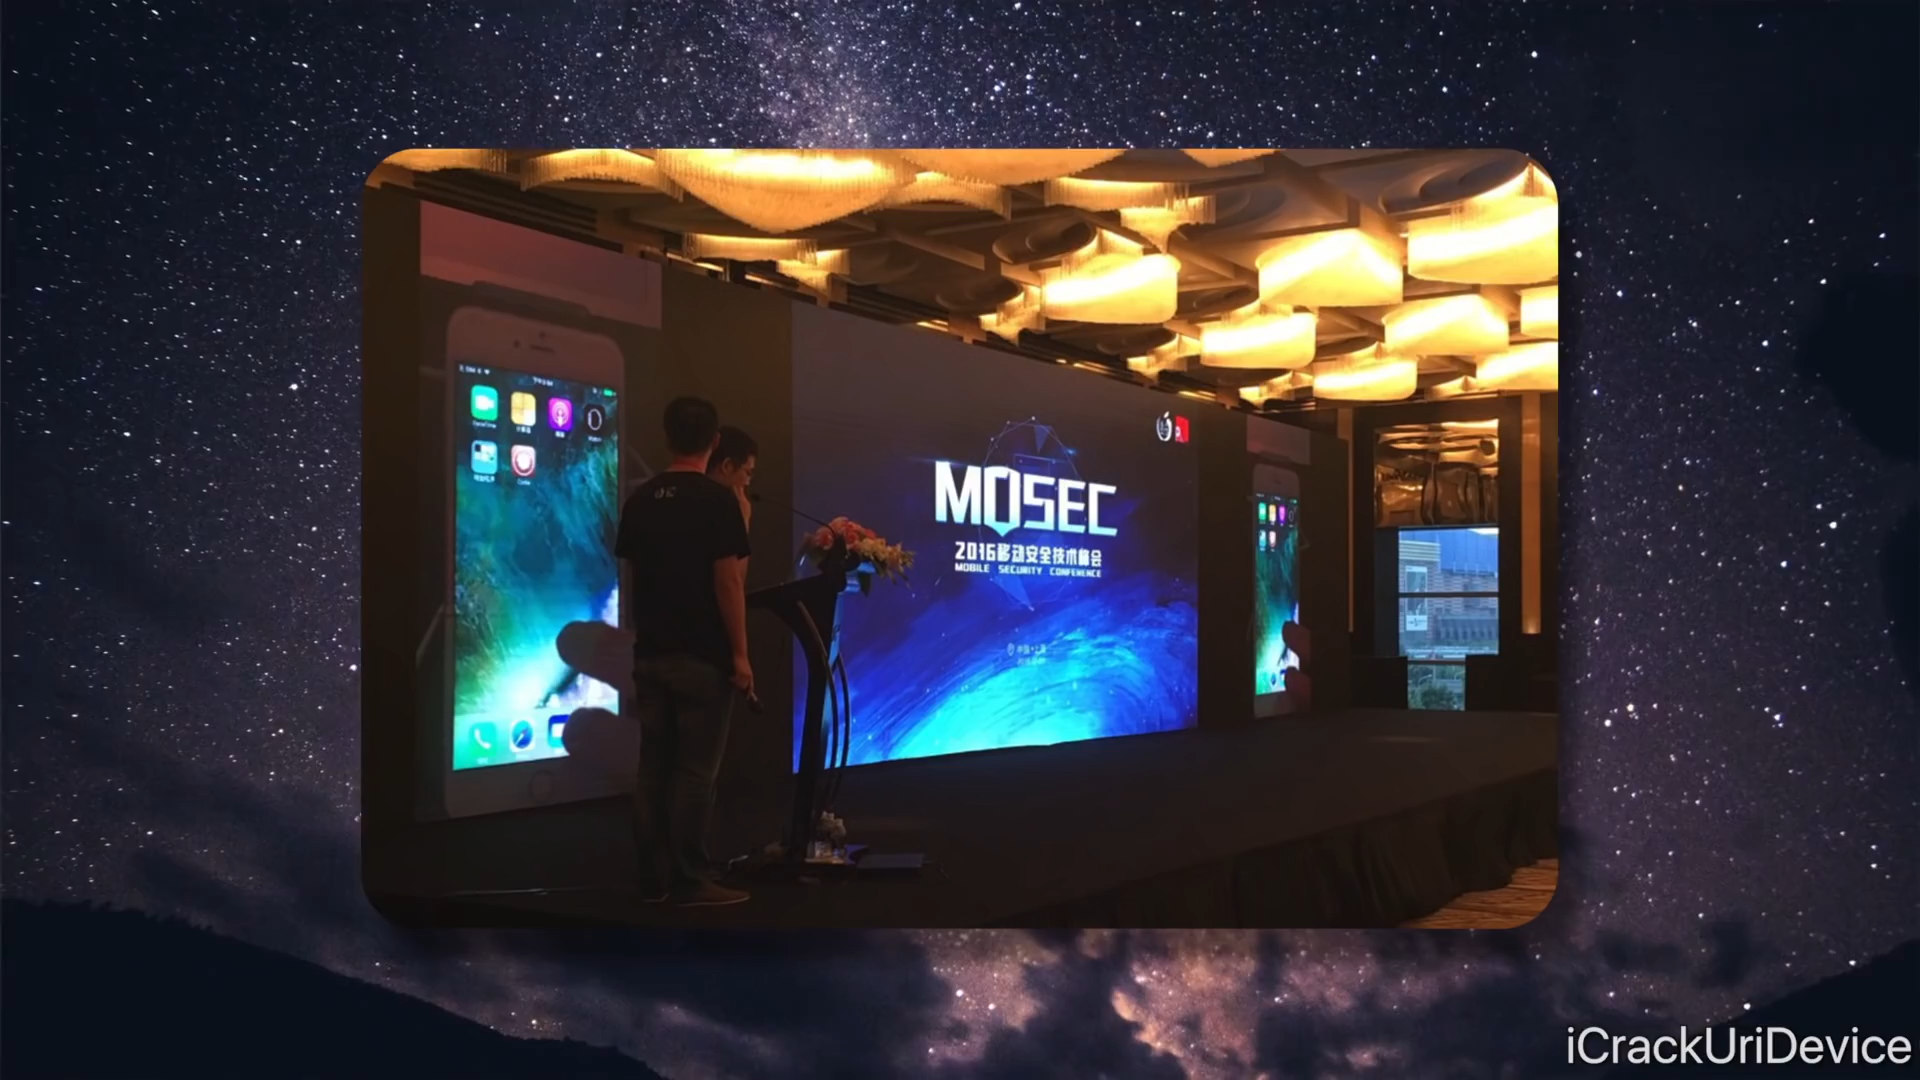 MOSEC
2016移动安全技术峰会
MOBILE SECURITY CONFERENCE
iCrackUriDevice